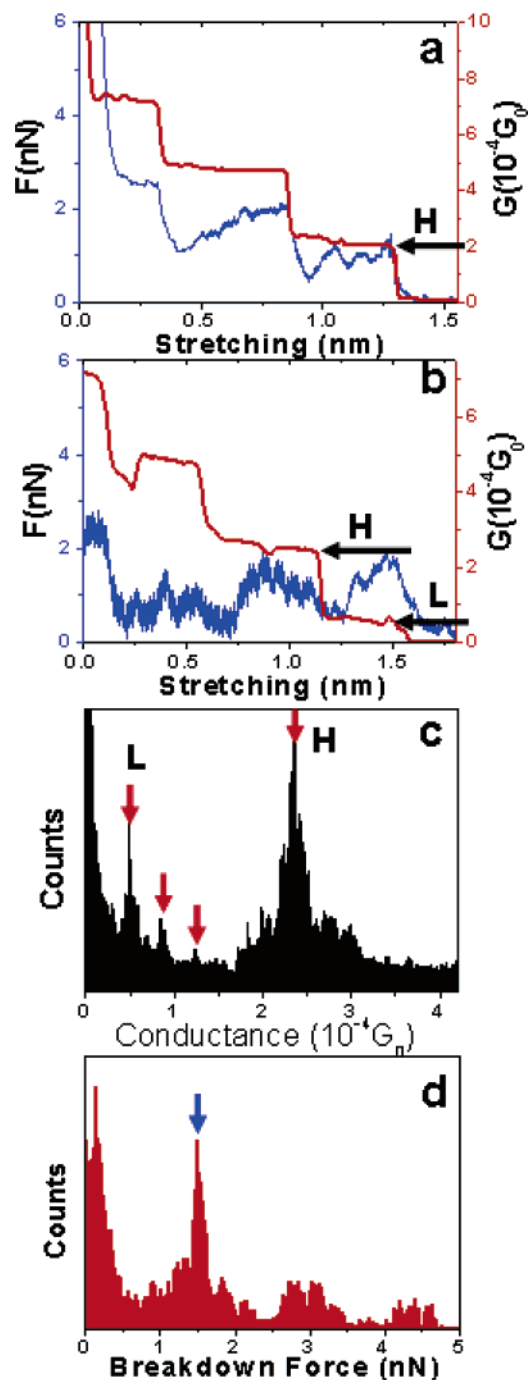 a
F(nN)
6
4
2
0
10
8
6
4
2
0
G(10⁻⁴G₀)
H
0.0 0.5 1.0 1.5
Stretching (nm)
b
F(nN)
6
4
2
0
6
4
2
0
G(10⁻⁴G₀)
H
L
0.0 0.5 1.0 1.5
Stretching (nm)
c
L
H
Counts
0 1 2 3 4
Conductance (10⁻⁴G₀)
d
Counts
0 1 2 3 4 5
Breakdown Force (nN)